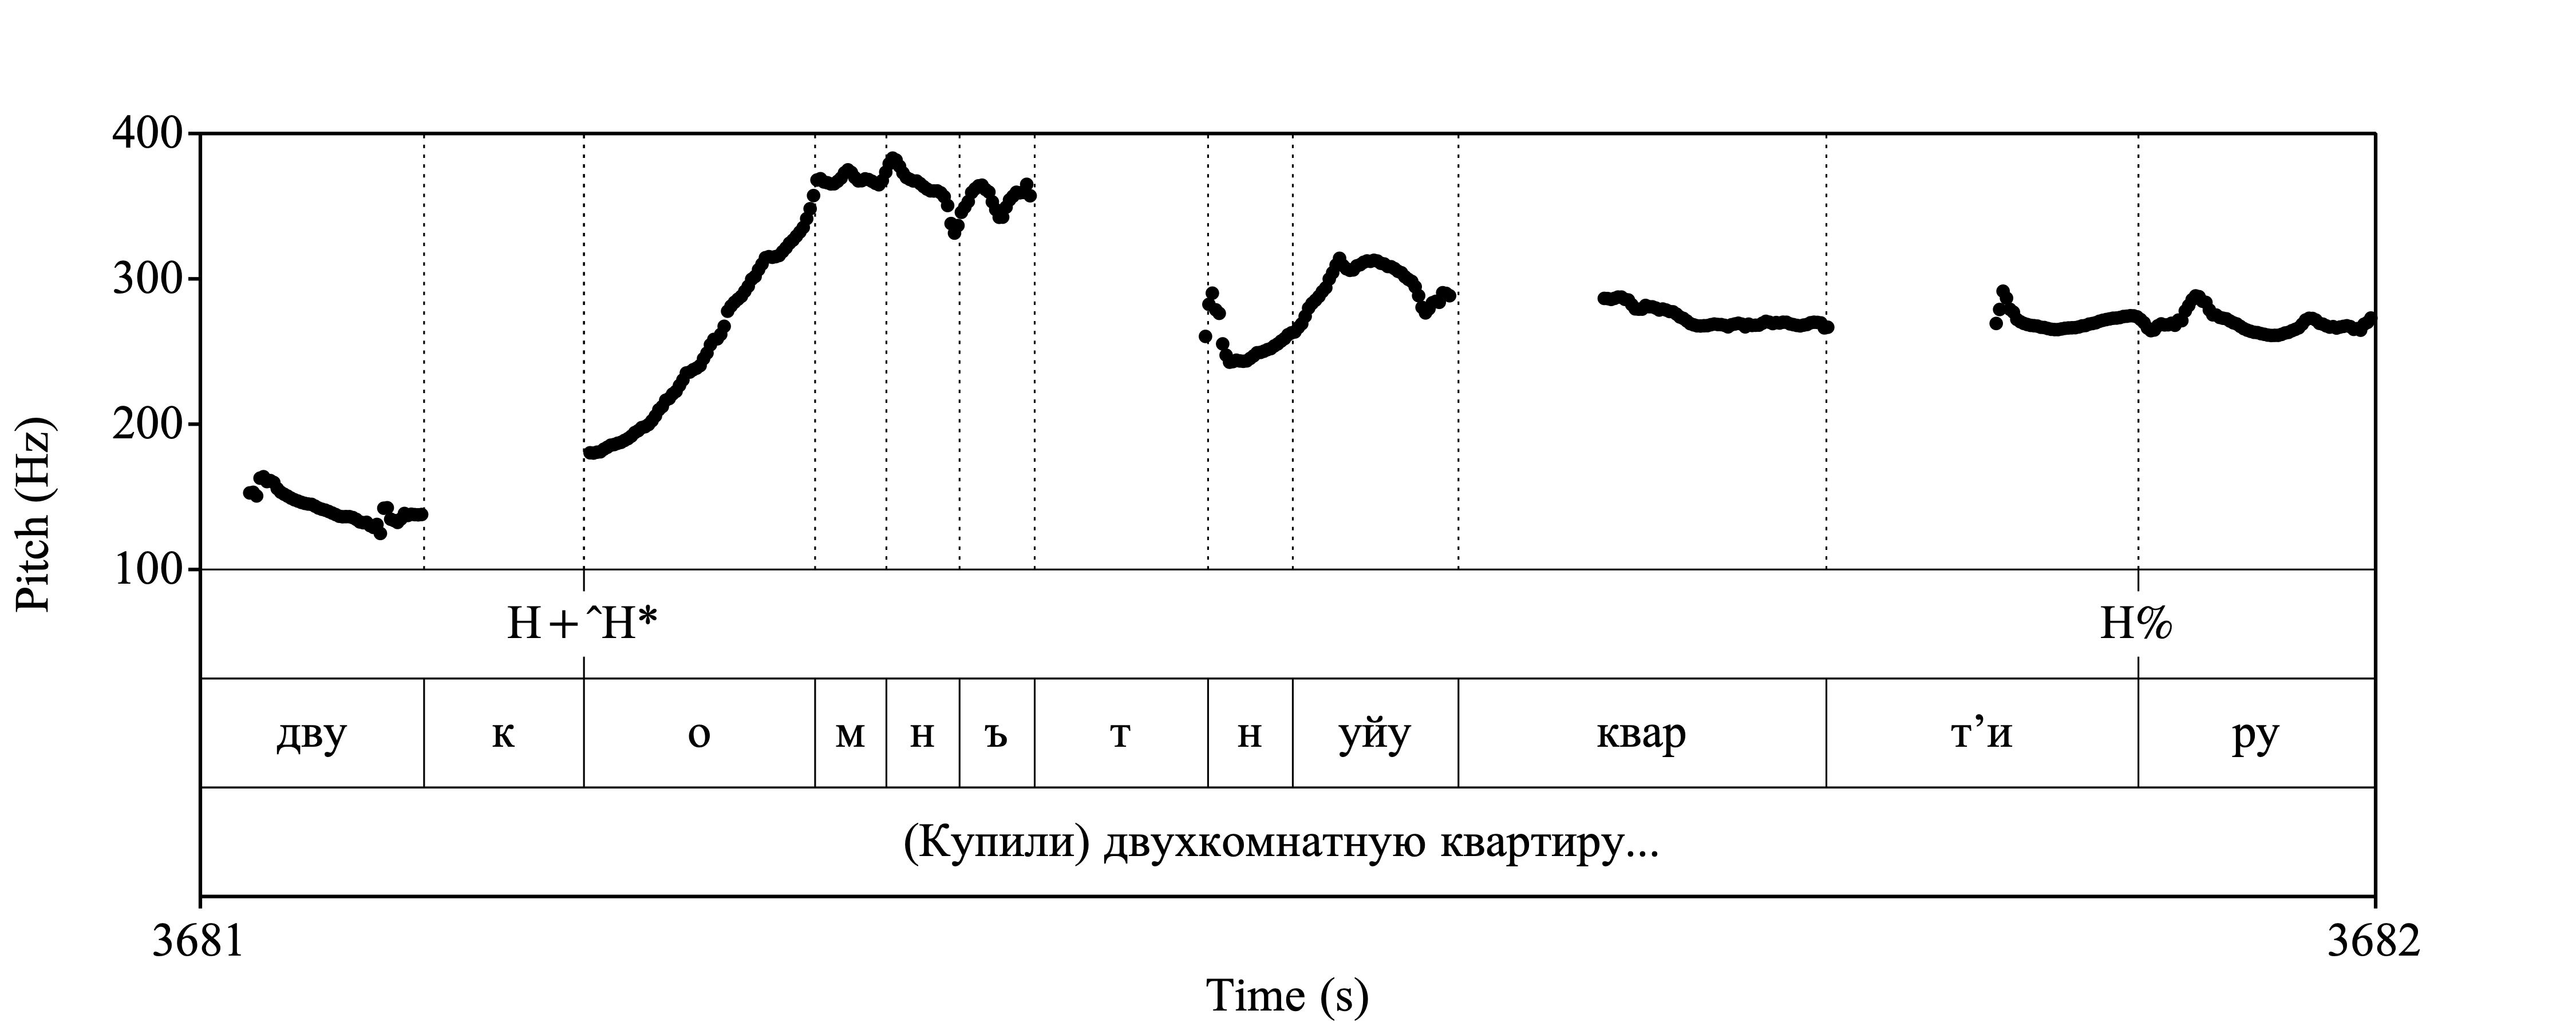 400
300
200
100
Pitch (Hz)
H+ˆH* H%
дву к о м н ъ т н уйу квар т’и ру
(Купили) двухкомнатную квартиру...
3681 3682
Time (s)